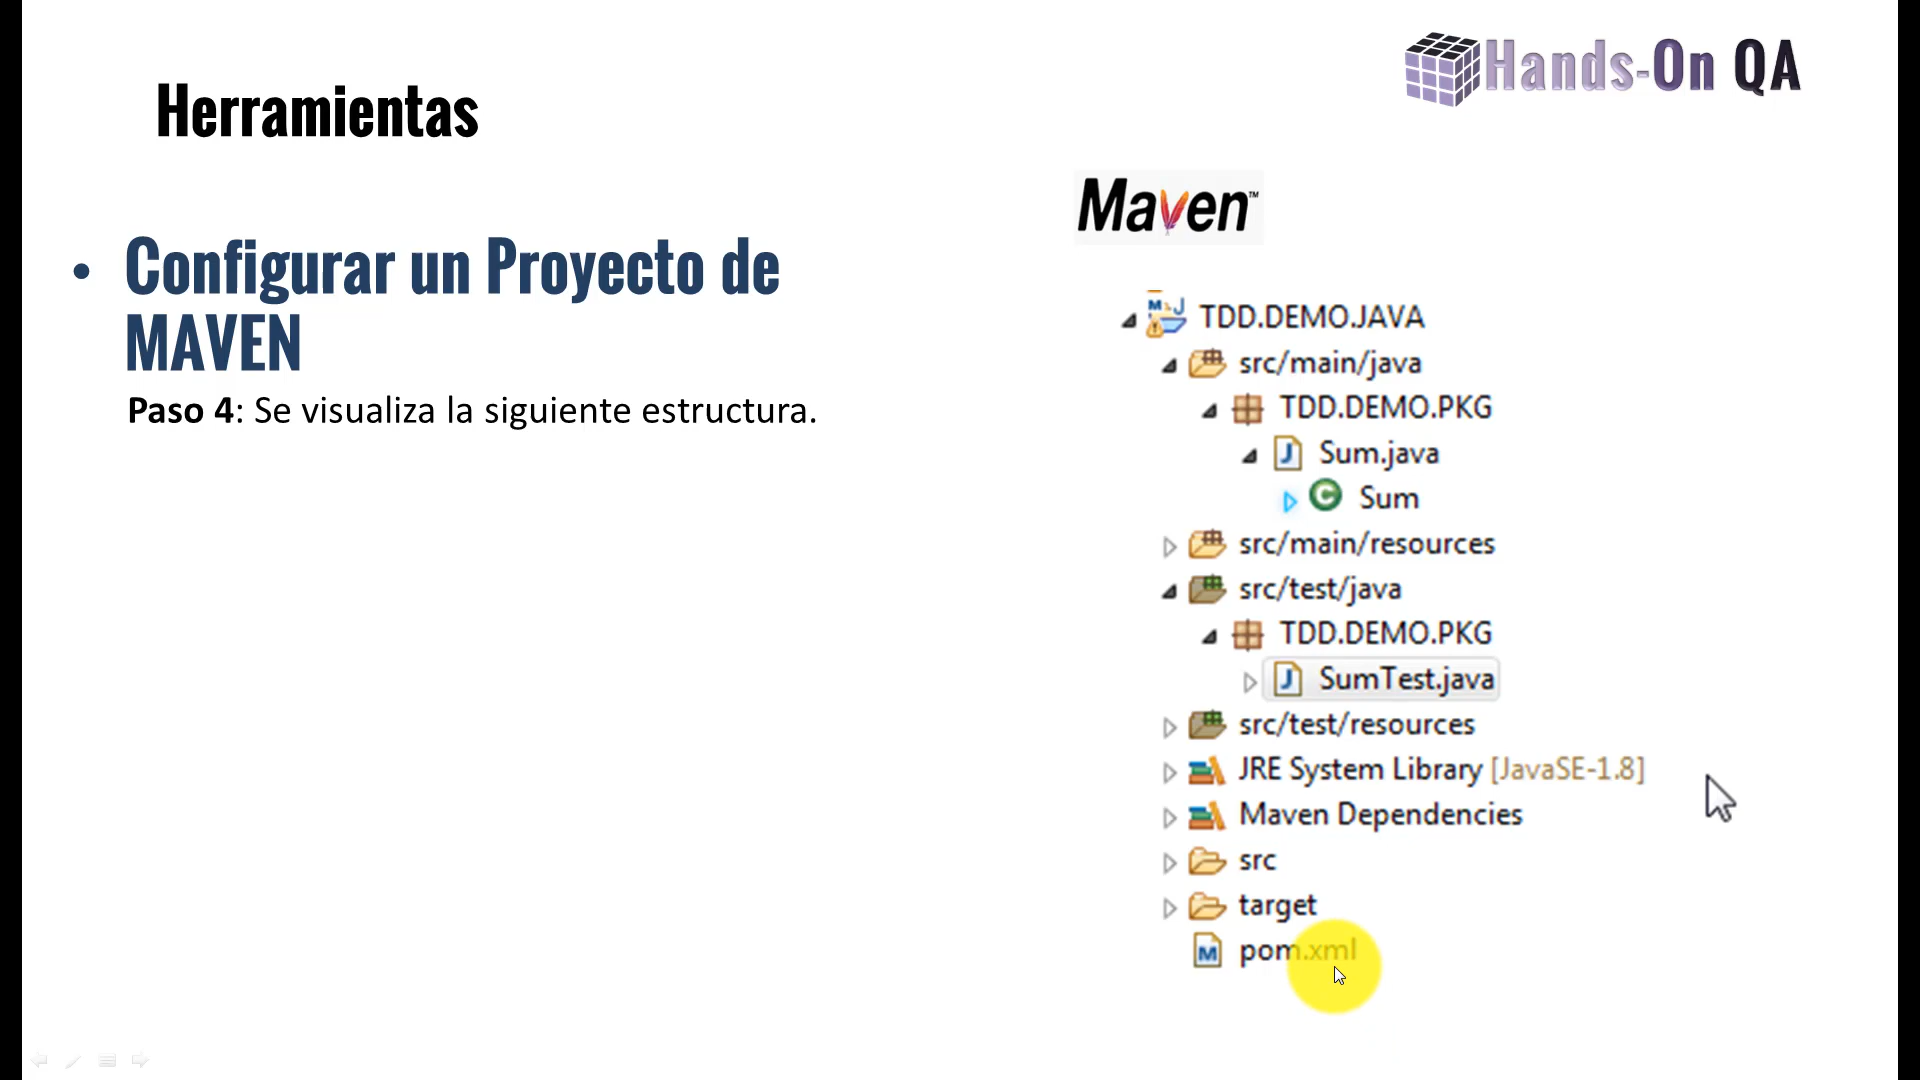 Hands-On QA
Herramientas
Maven™
• Configurar un Proyecto de
MAVEN
Paso 4: Se visualiza la siguiente estructura.
TDD.DEMO.JAVA
src/main/java
TDD.DEMO.PKG
Sum.java
Sum
src/main/resources
src/test/java
TDD.DEMO.PKG
SumTest.java
src/test/resources
JRE System Library [JavaSE-1.8]
Maven Dependencies
src
target
pom.xml